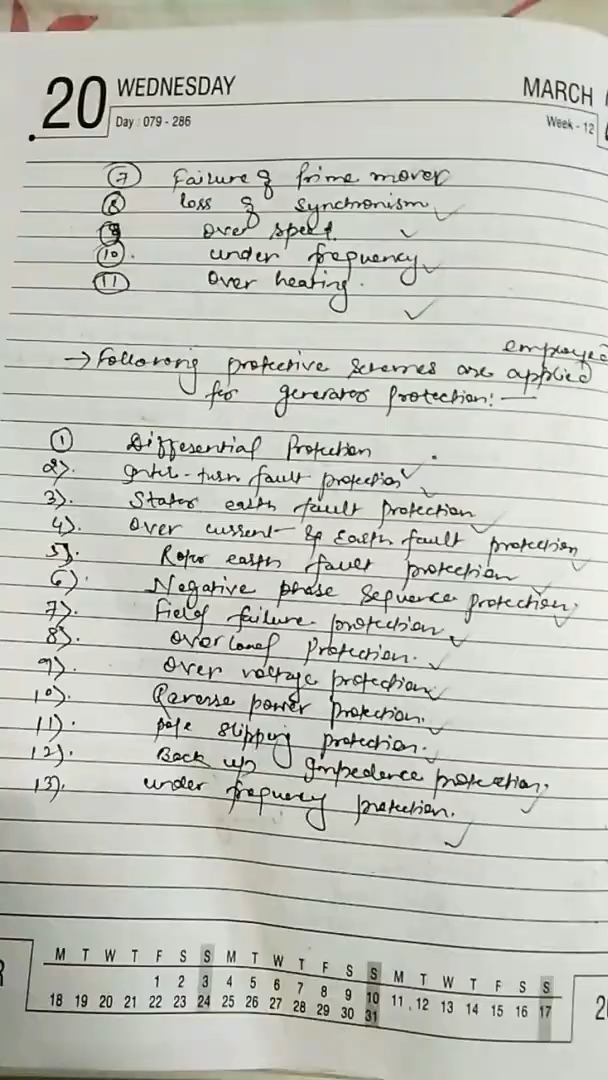 20 WEDNESDAY MARCH
Day : 079 - 286 Week - 12
(7) Failure of prime mover
(8) loss of synchronism
(9) over speed
(10). under frequency
(11) over heating.
employed
→ Following protective schemes are applied
for generator protection: —
(1) Differential Protection
2). Inter-turn fault protection
3). Stator earth fault protection
4). Over current & Earth fault protection
5). Rotor earth fault protection
6). Negative phase sequence protection,
7). Field failure protection
8). Over load Protection.
9). Over voltage protection
10). Reverse power protection.
11). Pole slipping protection.
12). Back up Impedence protection,
13). under frequency protection.
M T W T F S S M T W T F S S M T W T F S S
1 2 3 4 5 6 7 8 9 10 11 12 13 14 15 16 17
18 19 20 21 22 23 24 25 26 27 28 29 30 31